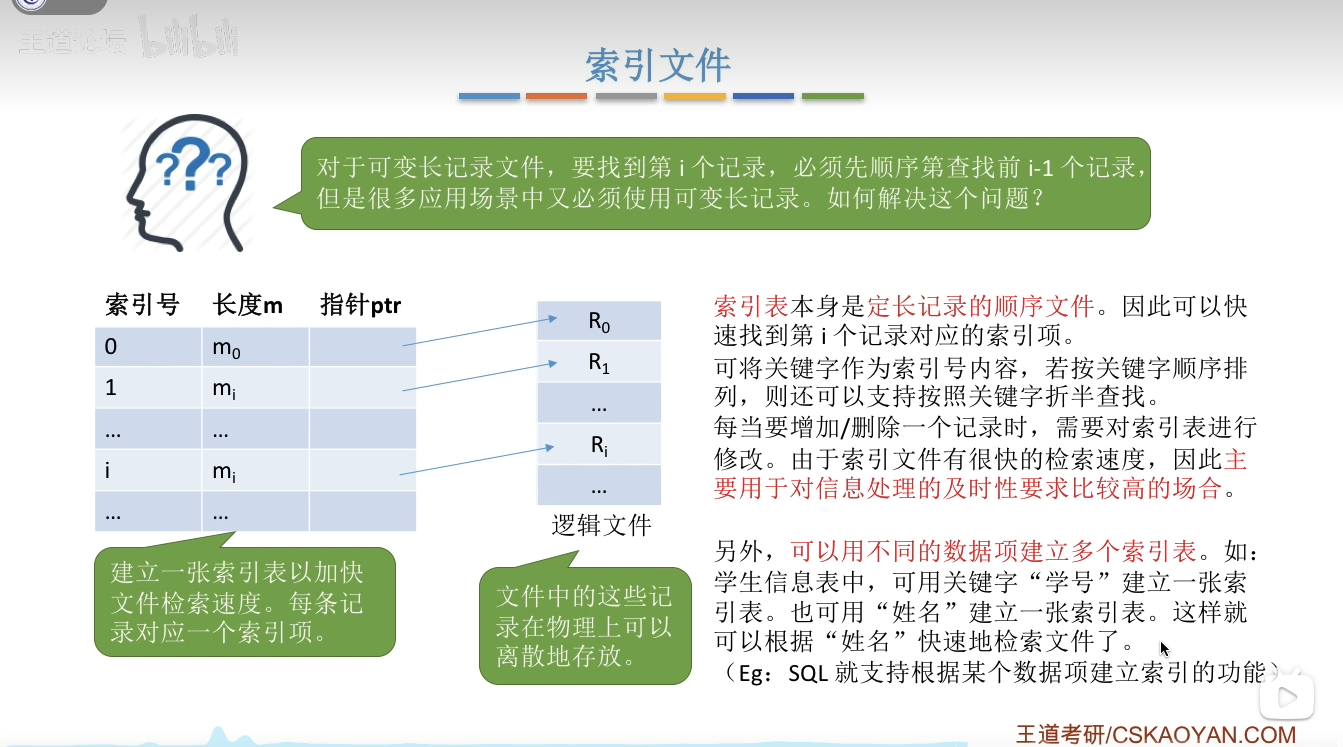 王道论坛 bilibili
索引文件
???
对于可变长记录文件，要找到第 i 个记录，必须先顺序第查找前 i-1 个记录，
但是很多应用场景中又必须使用可变长记录。如何解决这个问题？
索引号 长度m 指针ptr
0 m0
1 mi
... ...
i mi
... ...
R0
R1
...
Ri
...
逻辑文件
建立一张索引表以加快
文件检索速度。每条记
录对应一个索引项。
文件中的这些记
录在物理上可以
离散地存放。
索引表本身是定长记录的顺序文件。因此可以快
速找到第 i 个记录对应的索引项。
可将关键字作为索引号内容，若按关键字顺序排
列，则还可以支持按照关键字折半查找。
每当要增加/删除一个记录时，需要对索引表进行
修改。由于索引文件有很快的检索速度，因此主
要用于对信息处理的及时性要求比较高的场合。
另外，可以用不同的数据项建立多个索引表。如：
学生信息表中，可用关键字“学号”建立一张索
引表。也可用“姓名”建立一张索引表。这样就
可以根据“姓名”快速地检索文件了。
（Eg：SQL 就支持根据某个数据项建立索引的功能）
王道考研/CSKAOYAN.COM